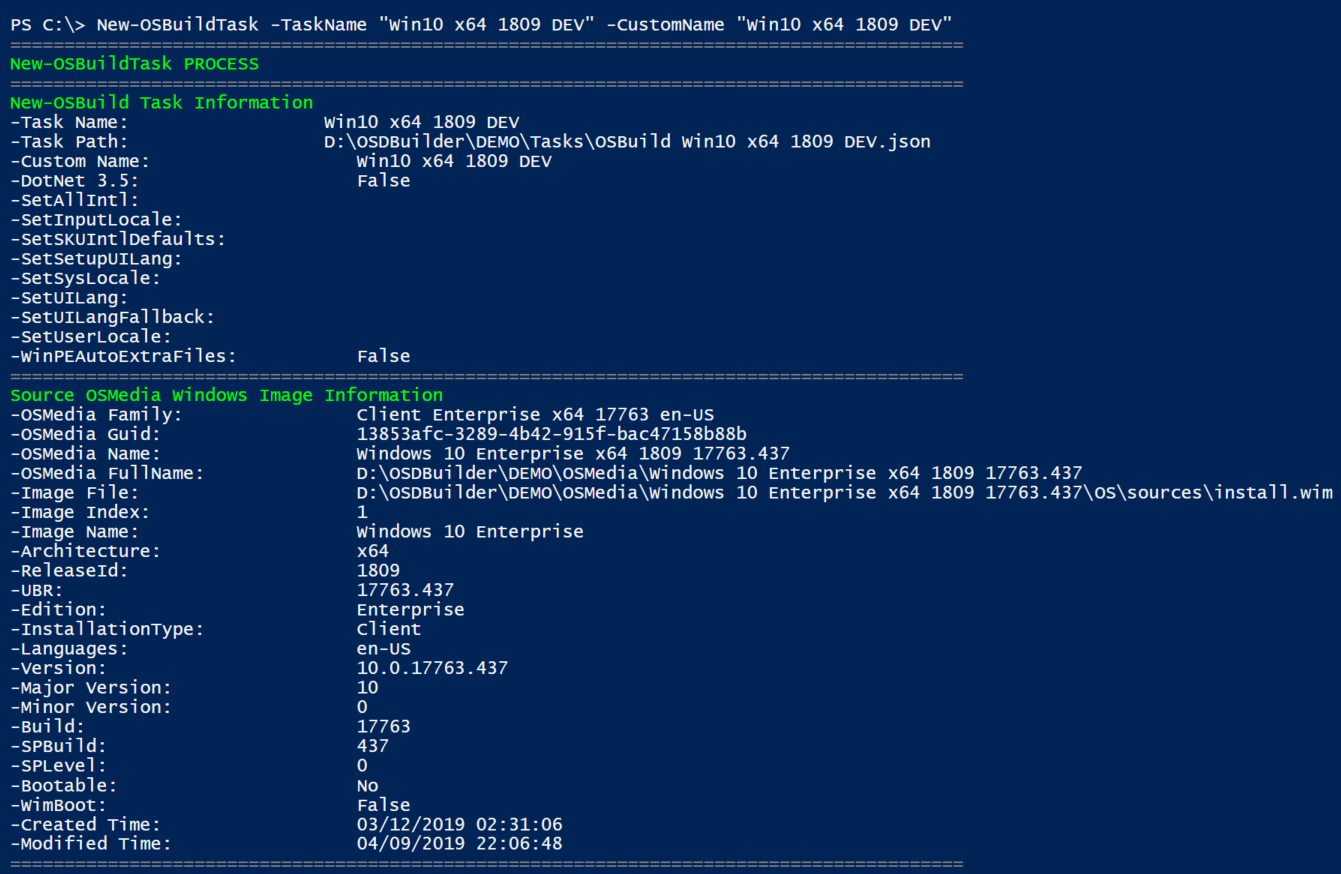 PS C:\> New-OSBuildTask -TaskName "Win10 x64 1809 DEV" -CustomName "Win10 x64 1809 DEV"
========================================================================================
New-OSBuildTask PROCESS
========================================================================================
New-OSBuild Task Information
-Task Name: Win10 x64 1809 DEV
-Task Path: D:\OSDBuilder\DEMO\Tasks\OSBuild Win10 x64 1809 DEV.json
-Custom Name: Win10 x64 1809 DEV
-DotNet 3.5: False
-SetAllIntl:
-SetInputLocale:
-SetSKUIntlDefaults:
-SetSetupUILang:
-SetSysLocale:
-SetUILang:
-SetUILangFallback:
-SetUserLocale:
-WinPEAutoExtraFiles: False
========================================================================================
Source OSMedia Windows Image Information
-OSMedia Family: Client Enterprise x64 17763 en-US
-OSMedia Guid: 13853afc-3289-4b42-915f-bac47158b88b
-OSMedia Name: Windows 10 Enterprise x64 1809 17763.437
-OSMedia FullName: D:\OSDBuilder\DEMO\OSMedia\Windows 10 Enterprise x64 1809 17763.437
-Image File: D:\OSDBuilder\DEMO\OSMedia\Windows 10 Enterprise x64 1809 17763.437\OS\sources\install.wim
-Image Index: 1
-Image Name: Windows 10 Enterprise
-Architecture: x64
-ReleaseId: 1809
-UBR: 17763.437
-Edition: Enterprise
-InstallationType: Client
-Languages: en-US
-Version: 10.0.17763.437
-Major Version: 10
-Minor Version: 0
-Build: 17763
-SPBuild: 437
-SPLevel: 0
-Bootable: No
-WimBoot: False
-Created Time: 03/12/2019 02:31:06
-Modified Time: 04/09/2019 22:06:48
========================================================================================